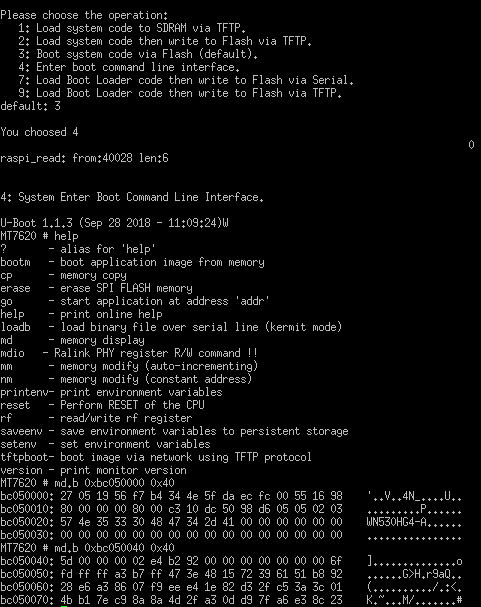 Please choose the operation:
   1: Load system code to SDRAM via TFTP.
   2: Load system code then write to Flash via TFTP.
   3: Boot system code via Flash (default).
   4: Enter boot command line interface.
   7: Load Boot Loader code then write to Flash via Serial.
   9: Load Boot Loader code then write to Flash via TFTP.
default: 3
You choosed 4
0
raspi_read: from:40028 len:6
4: System Enter Boot Command Line Interface.
U-Boot 1.1.3 (Sep 28 2018 - 11:09:24)W
MT7620 # help
?       - alias for 'help'
bootm   - boot application image from memory
cp      - memory copy
erase   - erase SPI FLASH memory
go      - start application at address 'addr'
help    - print online help
loadb   - load binary file over serial line (kermit mode)
md      - memory display
mdio   - Ralink PHY register R/W command !!
mm      - memory modify (auto-incrementing)
nm      - memory modify (constant address)
printenv- print environment variables
reset   - Perform RESET of the CPU
rf      - read/write rf register
saveenv - save environment variables to persistent storage
setenv  - set environment variables
tftpboot- boot image via network using TFTP protocol
version - print monitor version
MT7620 # md.b 0xbc050000 0x40
bc050000: 27 05 19 56 f7 b4 34 4e 5f da ec fc 00 55 16 98    '..V..4N_....U..
bc050010: 80 00 00 00 80 00 c3 10 dc 50 98 d6 05 05 02 03    .........P......
bc050020: 57 4e 35 33 30 48 47 34 2d 41 00 00 00 00 00 00    WN530HG4-A......
bc050030: 00 00 00 00 00 00 00 00 00 00 00 00 00 00 00 00    ................
MT7620 # md.b 0xbc050040 0x40
bc050040: 5d 00 00 00 02 e4 b2 92 00 00 00 00 00 00 00 6f    ]..............o
bc050050: fd ff ff a3 b7 ff 47 3e 48 15 72 39 61 51 b8 92    ......G>H.r9aQ..
bc050060: 28 e6 a3 86 07 f9 ee e4 1e 82 d3 2f c5 3a 3c 01    (........../.:<.
bc050070: 4b b1 7e c9 8a 8a 4d 2f a3 0d d9 7f a6 e3 8c 23    K.~...M/.......#